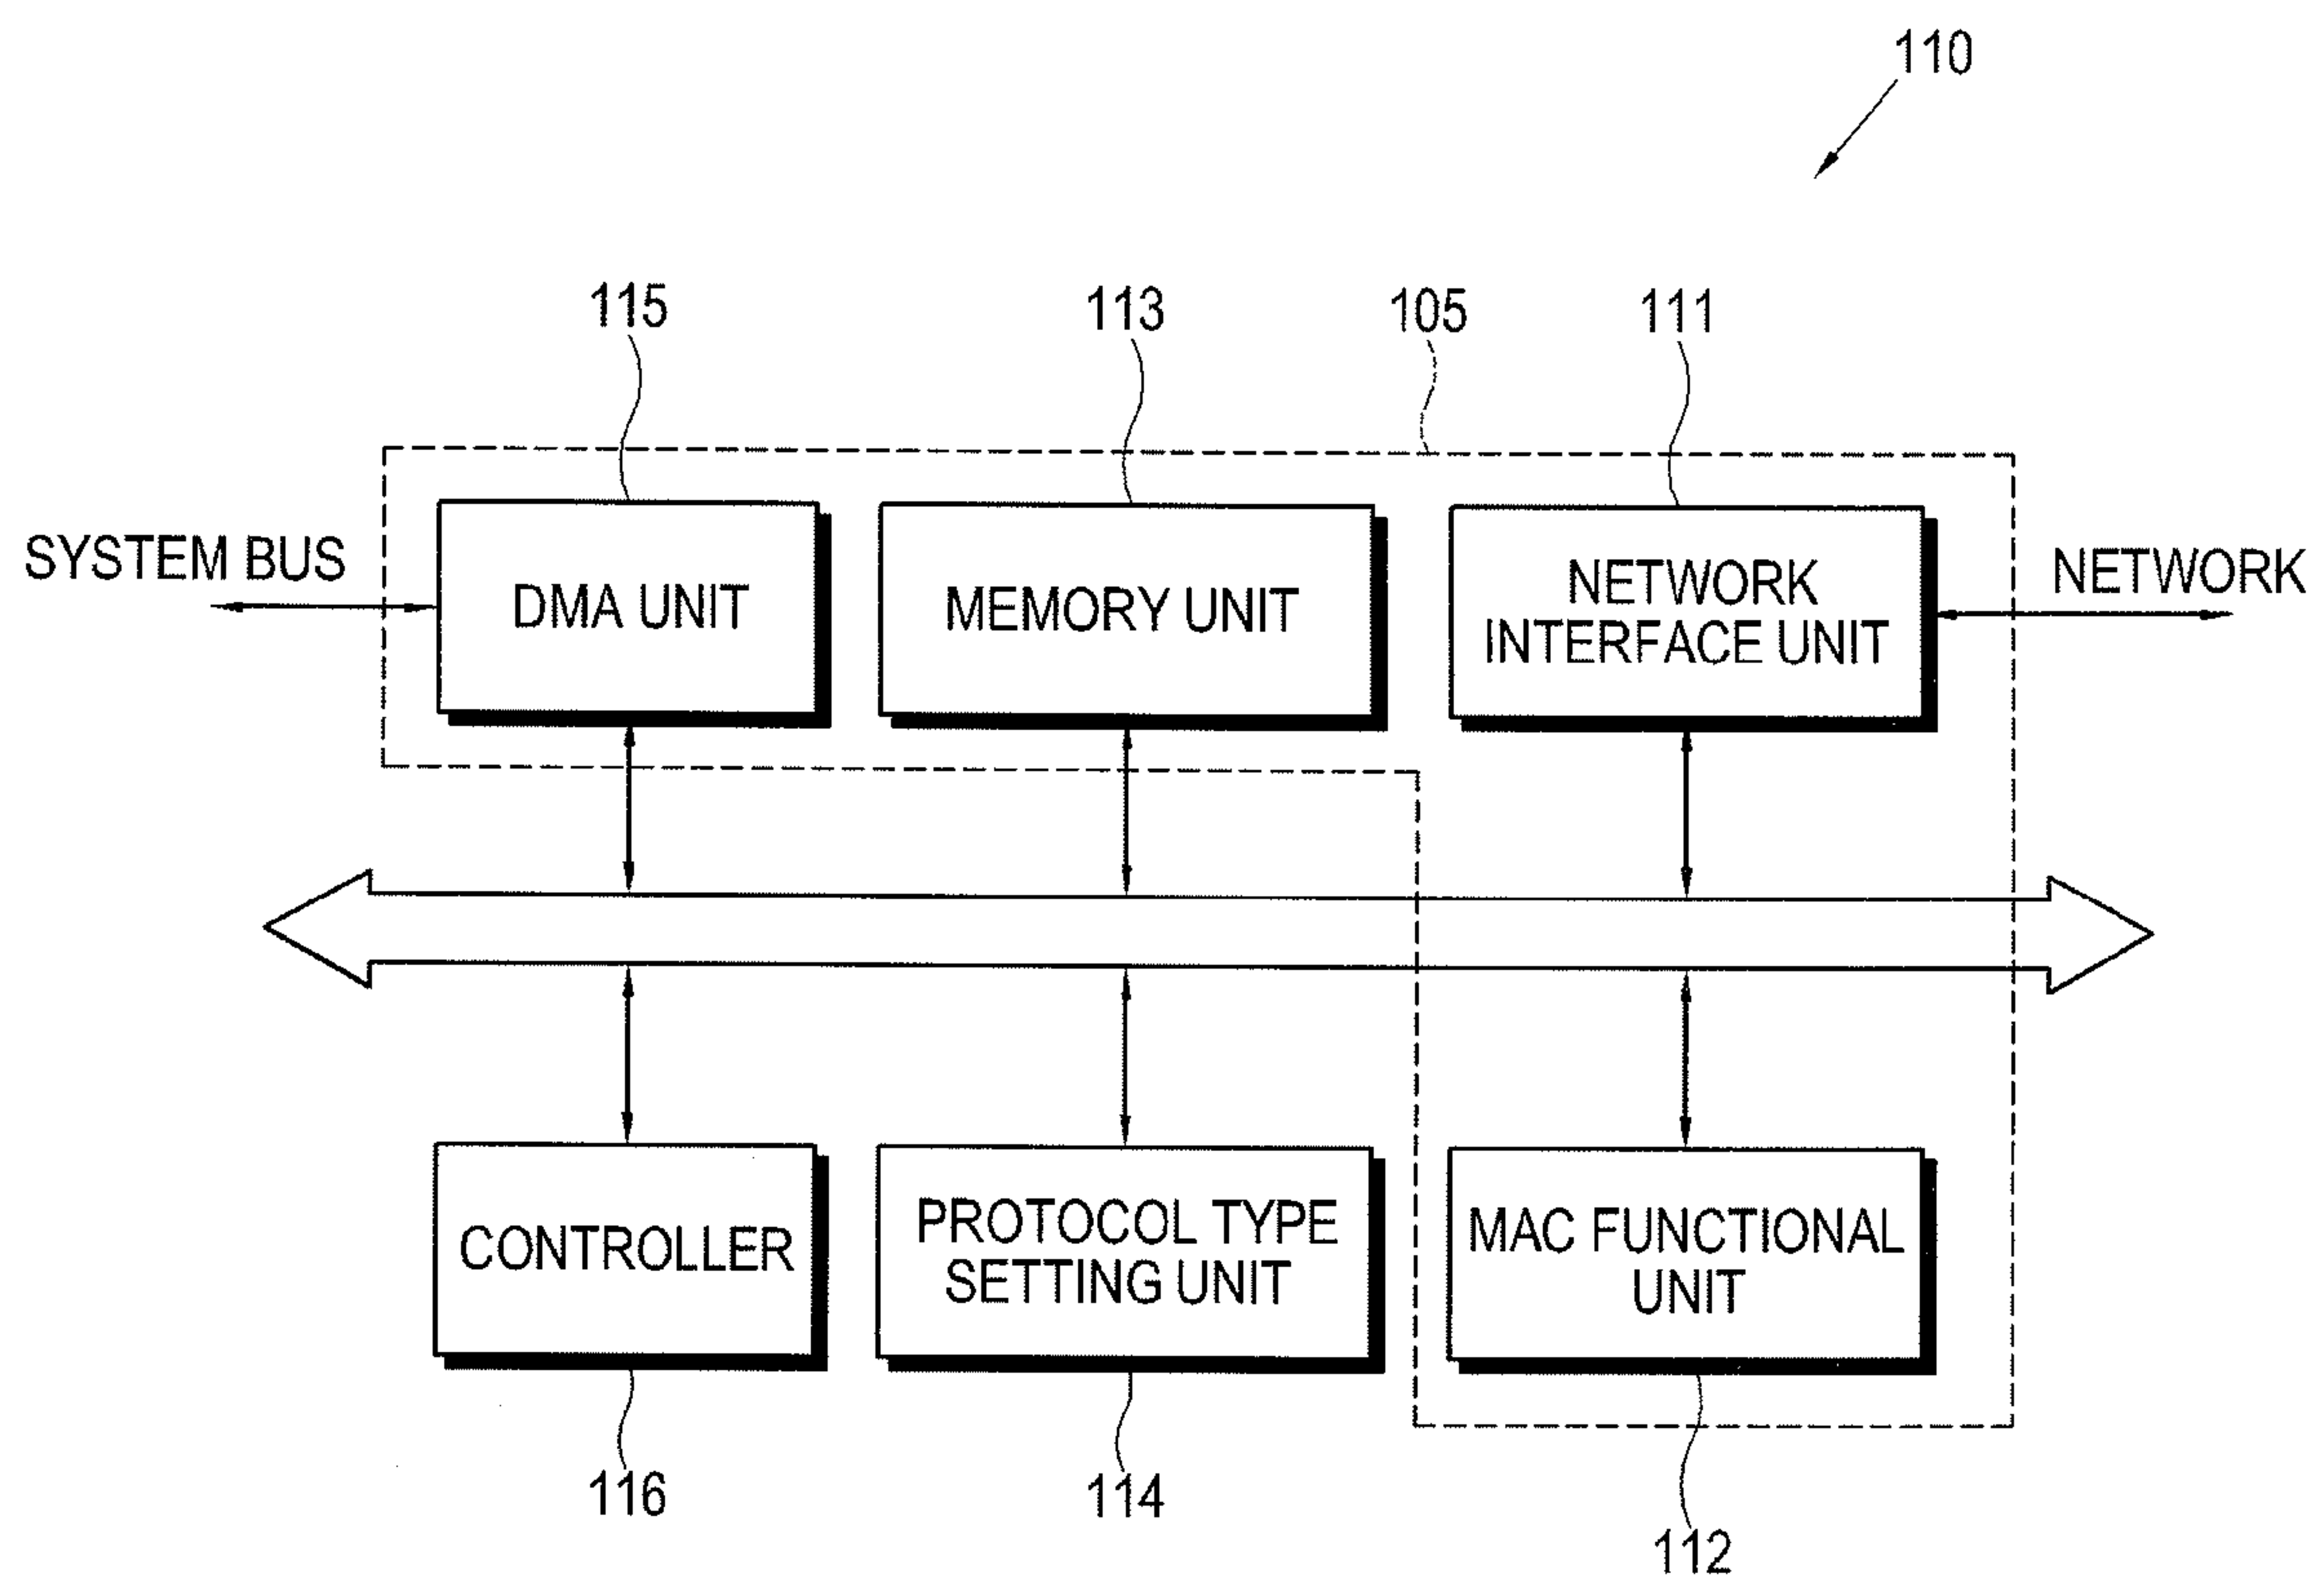 110
115
113
105
111
SYSTEM BUS
DMA UNIT
MEMORY UNIT
NETWORK
INTERFACE UNIT
NETWORK
CONTROLLER
PROTOCOL TYPE
SETTING UNIT
MAC FUNCTIONAL
UNIT
116
114
112